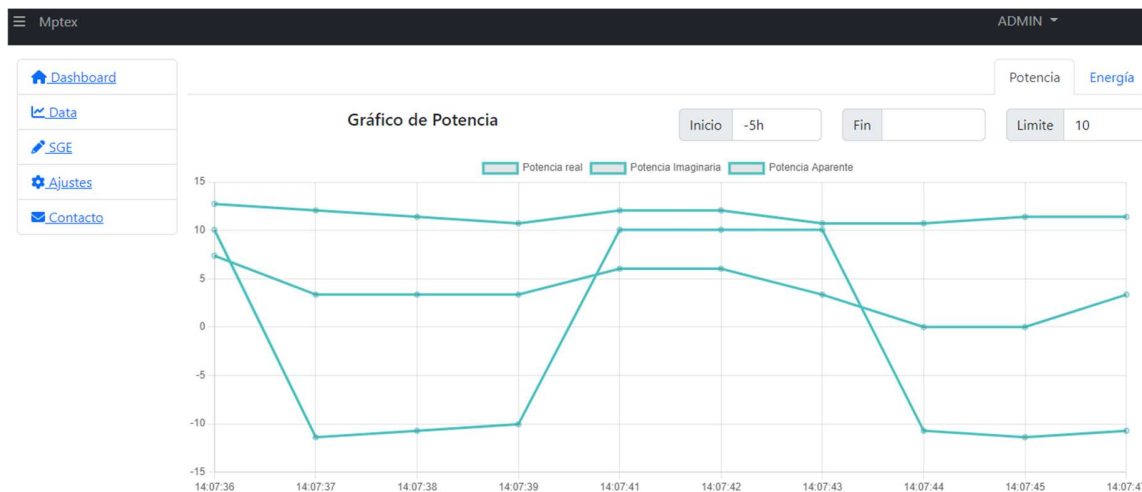 Mptex ADMIN
Dashboard
Data
SGE
Ajustes
Contacto
Potencia Energía
Gráfico de Potencia
Inicio -5h Fin Limite 10
Potencia real Potencia Imaginaria Potencia Aparente
15
10
5
0
-5
-10
-15
14:07:36 14:07:37 14:07:38 14:07:39 14:07:41 14:07:42 14:07:43 14:07:44 14:07:45